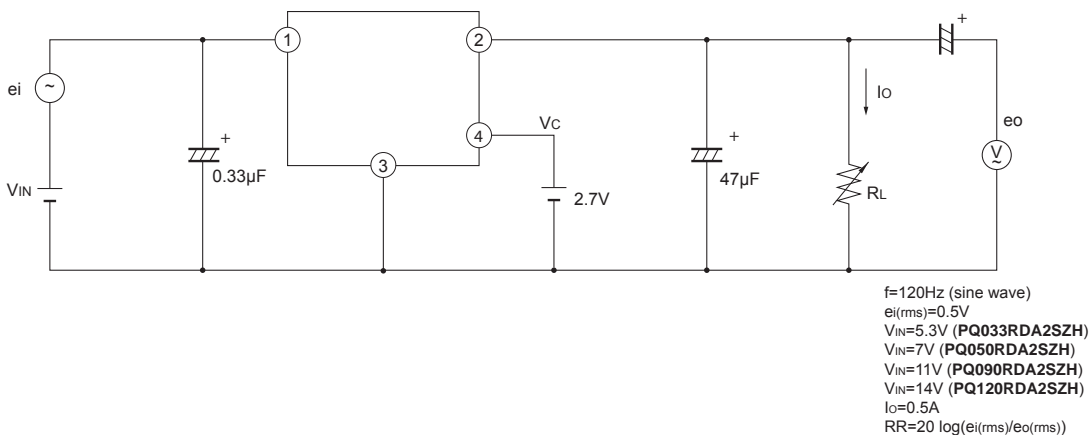 +
1
2
ei
~
IO
+
4
VC
eo
V
~
+
3
0.33µF
VIN
2.7V
47µF
RL
f=120Hz (sine wave)
ei(rms)=0.5V
VIN=5.3V (PQ033RDA2SZH)
VIN=7V (PQ050RDA2SZH)
VIN=11V (PQ090RDA2SZH)
VIN=14V (PQ120RDA2SZH)
IO=0.5A
RR=20 log(ei(rms)/eo(rms))